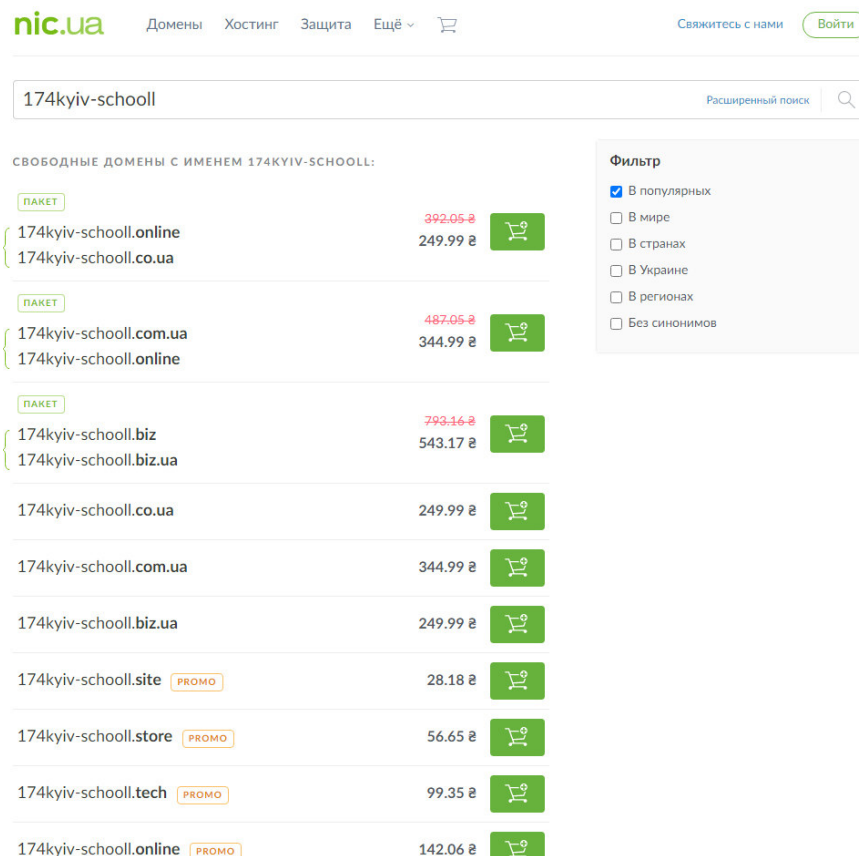 nic.ua Домены Хостинг Защита Ещё Свяжитесь с нами Войти
174kyiv-schooll Расширенный поиск
СВОБОДНЫЕ ДОМЕНЫ С ИМЕНЕМ 174KYIV-SCHOOLL:
ПАКЕТ
174kyiv-schooll.online
174kyiv-schooll.co.ua
392.05 ₴
249.99 ₴
ПАКЕТ
174kyiv-schooll.com.ua
174kyiv-schooll.online
487.05 ₴
344.99 ₴
ПАКЕТ
174kyiv-schooll.biz
174kyiv-schooll.biz.ua
793.16 ₴
543.17 ₴
174kyiv-schooll.co.ua 249.99 ₴
174kyiv-schooll.com.ua 344.99 ₴
174kyiv-schooll.biz.ua 249.99 ₴
174kyiv-schooll.site PROMO 28.18 ₴
174kyiv-schooll.store PROMO 56.65 ₴
174kyiv-schooll.tech PROMO 99.35 ₴
174kyiv-schooll.online PROMO 142.06 ₴
Фильтр
В популярных
В мире
В странах
В Украине
В регионах
Без синонимов